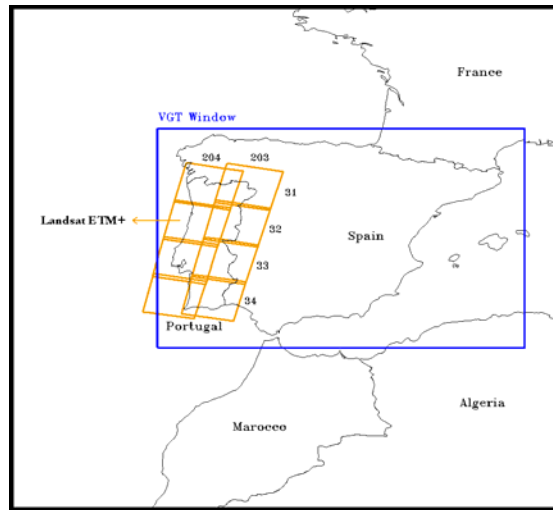 France
VGT Window
204 203
31
Landsat ETM+
32
Spain
33
34
Portugal
Algeria
Marocco